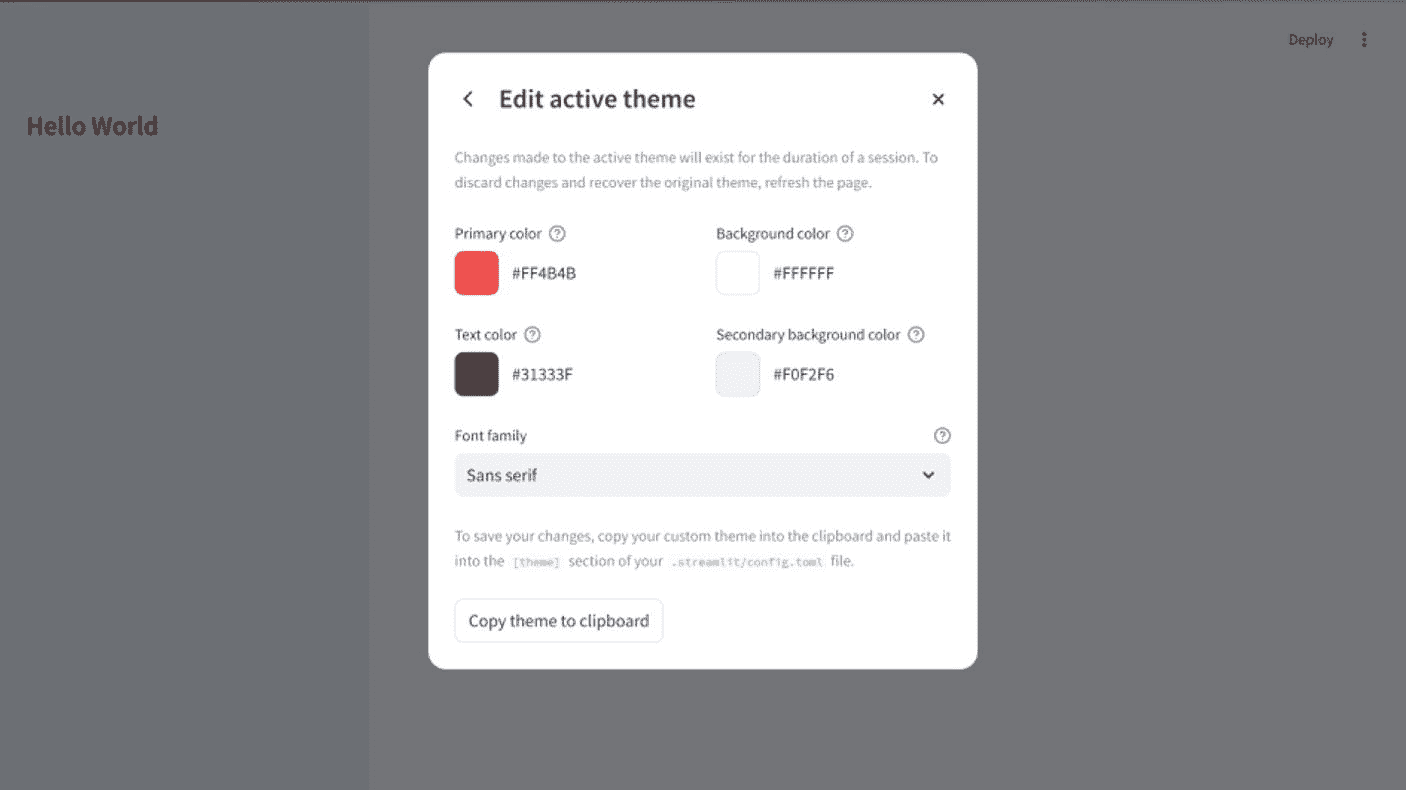 Deploy
Hello World
Edit active theme
Changes made to the active theme will exist for the duration of a session. To
discard changes and recover the original theme, refresh the page.
Primary color
Background color
#FF4B4B
#FFFFFF
Text color
Secondary background color
#31333F
#F0F2F6
Font family
Sans serif
To save your changes, copy your custom theme into the clipboard and paste it
into the [theme] section of your .streamlit/config.toml file.
Copy theme to clipboard